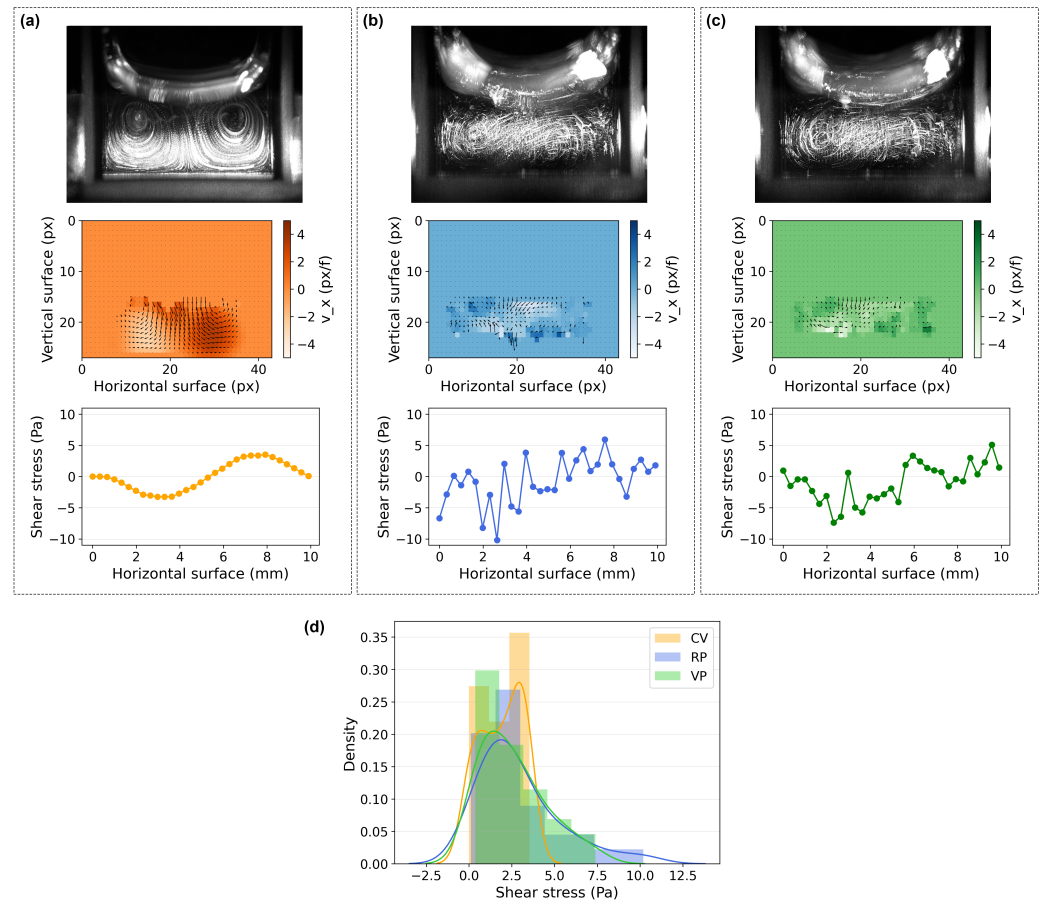 (a)
(b)
(c)
0
10
20
Vertical surface (px)
0
20
40
Horizontal surface (px)
4
2
0
−2
−4
v_x (px/f)
0
10
20
Vertical surface (px)
0
20
40
Horizontal surface (px)
4
2
0
−2
−4
v_x (px/f)
0
10
20
Vertical surface (px)
0
20
40
Horizontal surface (px)
4
2
0
−2
−4
v_x (px/f)
10
5
0
−5
−10
Shear stress (Pa)
0 2 4 6 8 10
Horizontal surface (mm)
10
5
0
−5
−10
Shear stress (Pa)
0 2 4 6 8 10
Horizontal surface (mm)
10
5
0
−5
−10
Shear stress (Pa)
0 2 4 6 8 10
Horizontal surface (mm)
(d)
CV
RP
VP
0.35
0.30
0.25
0.20
0.15
0.10
0.05
0.00
Density
−2.5 0.0 2.5 5.0 7.5 10.0 12.5
Shear stress (Pa)